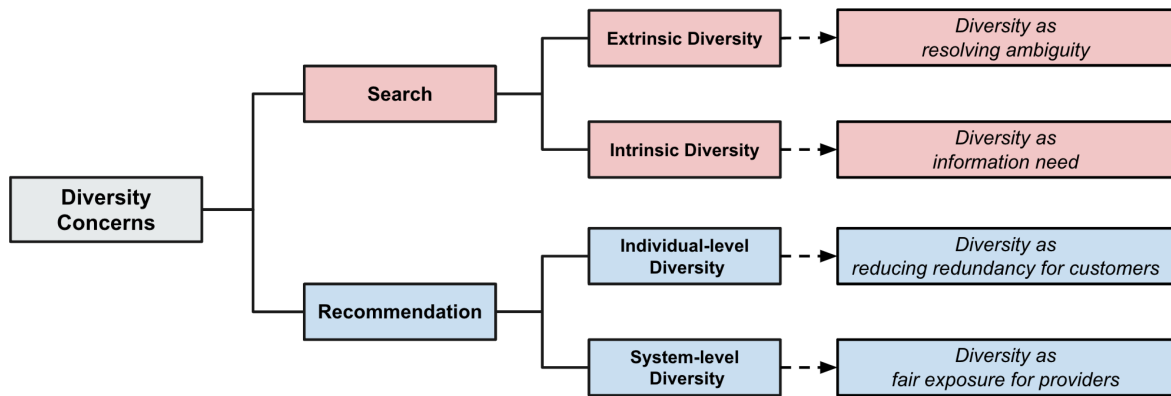 Diversity
Concerns
Search
Recommendation
Extrinsic Diversity
Diversity as
resolving ambiguity
Intrinsic Diversity
Diversity as
information need
Individual-level
Diversity
Diversity as
reducing redundancy for customers
System-level
Diversity
Diversity as
fair exposure for providers